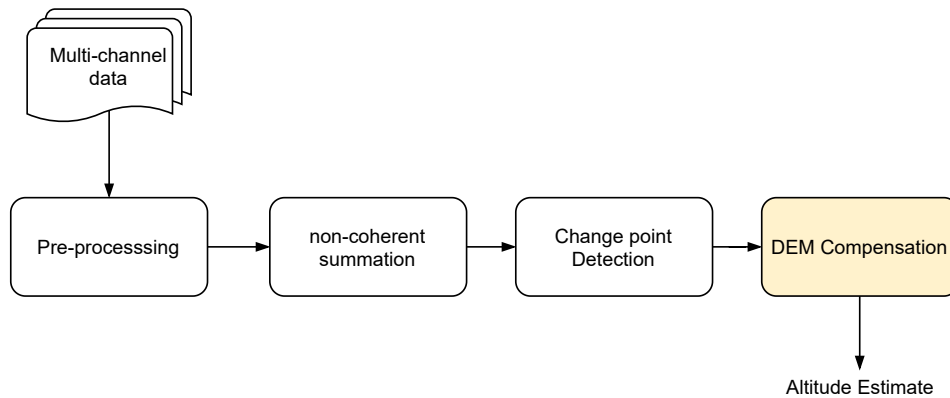 Multi-channel
data
Pre-processsing
non-coherent
summation
Change point
Detection
DEM Compensation
Altitude Estimate